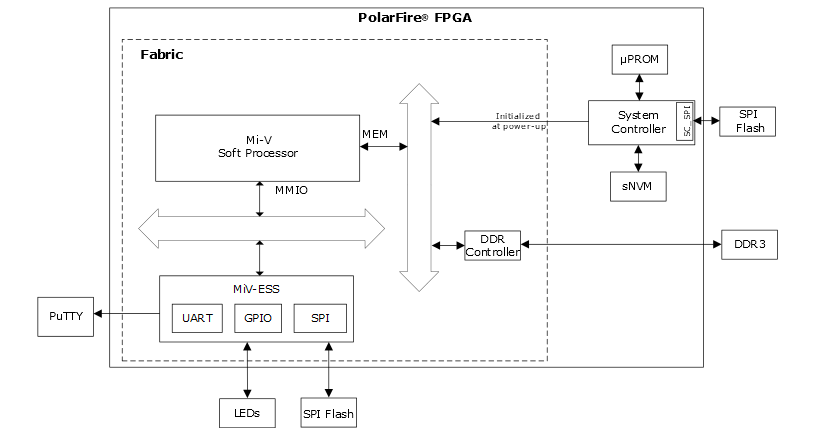 PolarFire® FPGA
Fabric
µPROM
System
Controller
SC_SPI
SPI
Flash
Initialized
at power-up
Mi-V
Soft Processor
MEM
MMIO
sNVM
DDR
Controller
DDR3
MiV-ESS
UART
GPIO
SPI
PuTTY
LEDs
SPI Flash